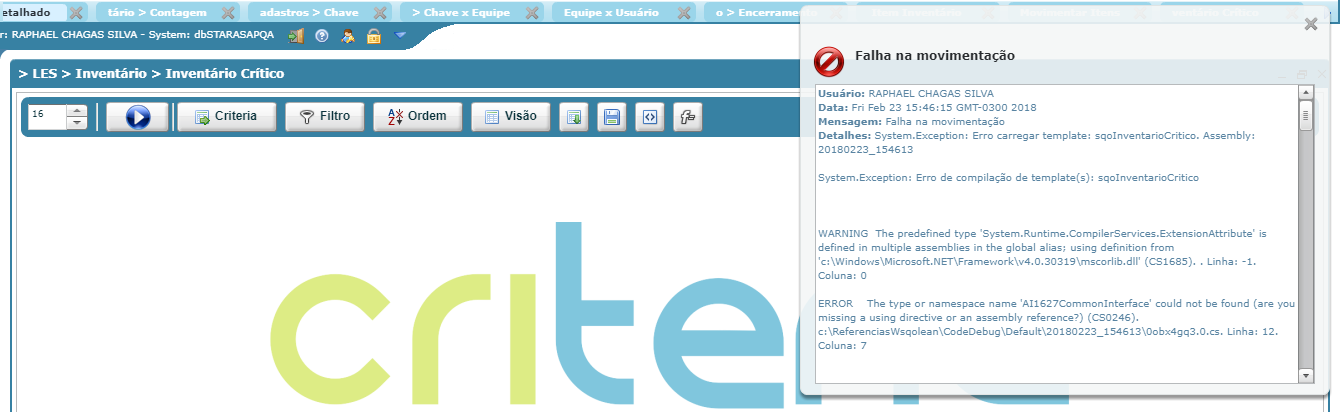 etalhado
tário > Contagem
adastros > Chave
> Chave x Equipe
Equipe x Usuário
o > Encerramento
r: RAPHAEL CHAGAS SILVA - System: dbSTARASAPQA
> LES > Inventário > Inventário Crítico
16
Criteria
Filtro
Ordem
Visão
Falha na movimentação
Usuário: RAPHAEL CHAGAS SILVA
Data: Fri Feb 23 15:46:15 GMT-0300 2018
Mensagem: Falha na movimentação
Detalhes: System.Exception: Erro carregar template: sqoInventarioCritico. Assembly:
20180223_154613
System.Exception: Erro de compilação de template(s): sqoInventarioCritico
WARNING The predefined type 'System.Runtime.CompilerServices.ExtensionAttribute' is
defined in multiple assemblies in the global alias; using definition from
'c:\Windows\Microsoft.NET\Framework\v4.0.30319\mscorlib.dll' (CS1685). . Linha: -1.
Coluna: 0
ERROR The type or namespace name 'AI1627CommonInterface' could not be found (are you
missing a using directive or an assembly reference?) (CS0246).
c:\ReferenciasWsqolean\CodeDebug\Default\20180223_154613\0obx4gq3.0.cs. Linha: 12.
Coluna: 7